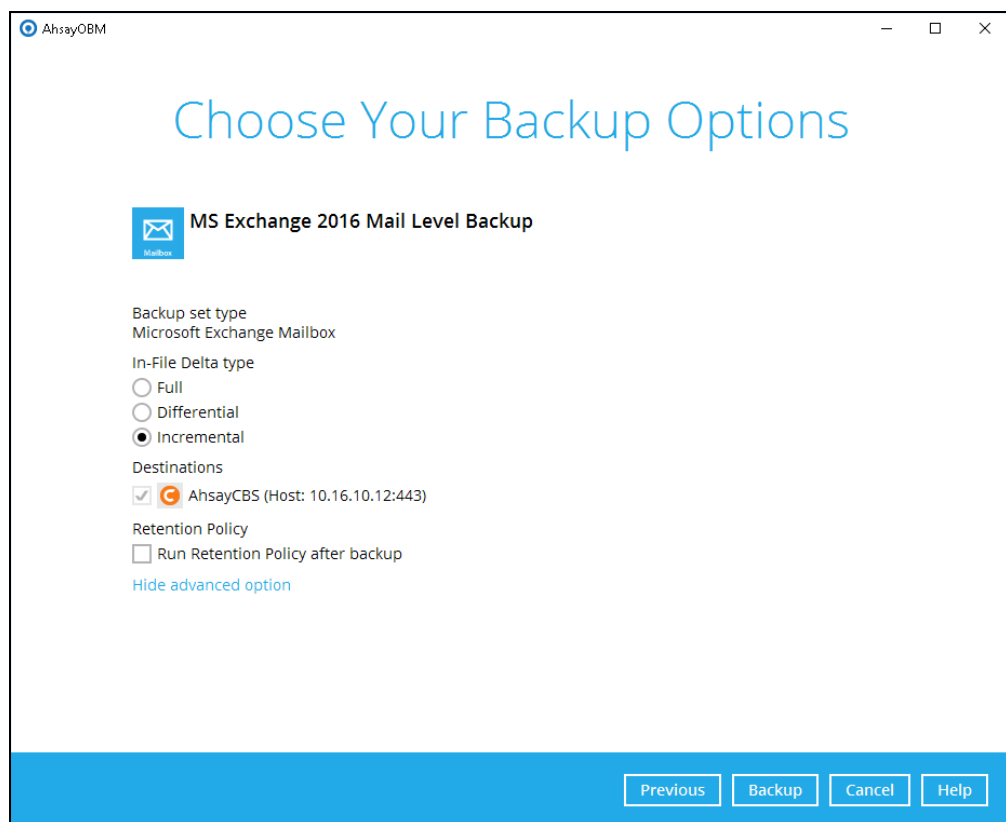 AhsayOBM
Choose Your Backup Options
MS Exchange 2016 Mail Level Backup
Mailbox
Backup set type
Microsoft Exchange Mailbox
In-File Delta type
Full
Differential
Incremental
Destinations
AhsayCBS (Host: 10.16.10.12:443)
Retention Policy
Run Retention Policy after backup
Hide advanced option
Previous
Backup
Cancel
Help